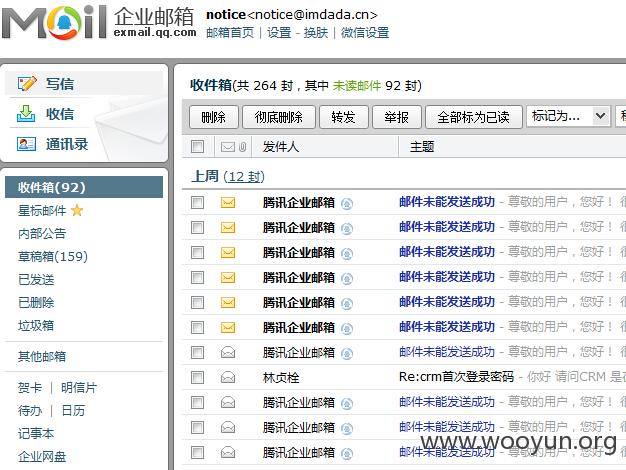 Mail 企业邮箱 notice<notice@imdada.cn>
exmail.qq.com 邮箱首页 | 设置 - 换肤 | 微信设置
写信
收信
通讯录
收件箱(92)
星标邮件
内部公告
草稿箱(159)
已发送
已删除
垃圾箱
其他邮箱
贺卡 | 明信片
待办 | 日历
记事本
企业网盘
收件箱(共 264 封，其中 未读邮件 92 封)
删除 彻底删除 转发 举报 全部标为已读 标记为...
发件人 主题
上周 (12 封)
腾讯企业邮箱 邮件未能发送成功 - 尊敬的用户，您好！
腾讯企业邮箱 邮件未能发送成功 - 尊敬的用户，您好！
腾讯企业邮箱 邮件未能发送成功 - 尊敬的用户，您好！
腾讯企业邮箱 邮件未能发送成功 - 尊敬的用户，您好！
腾讯企业邮箱 邮件未能发送成功 - 尊敬的用户，您好！
腾讯企业邮箱 邮件未能发送成功 - 尊敬的用户，您好！
腾讯企业邮箱 邮件未能发送成功 - 尊敬的用户，您好！
林贞栓 Re:crm首次登录密码 - 你好 请问CRM 是在
腾讯企业邮箱 邮件未能发送成功 - 尊敬的用户，您好！
腾讯企业邮箱 邮件未能发送成功 - 尊敬的用户，您好！
腾讯企业邮箱 邮件未能发送成功 - 尊敬的用户，您好！
www.wooyun.org